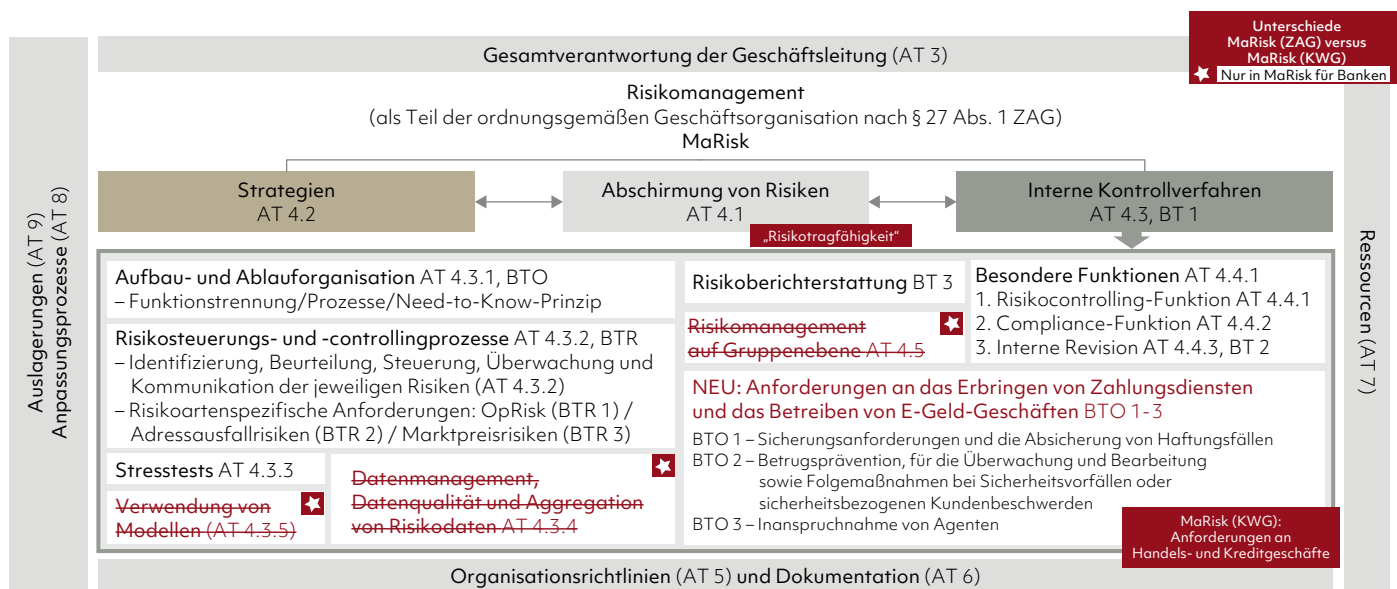 Unterschiede
MaRisk (ZAG) versus
MaRisk (KWG)
Nur in MaRisk für Banken
Gesamtverantwortung der Geschäftsleitung (AT 3)
Risikomanagement
(als Teil der ordnungsgemäßen Geschäftsorganisation nach § 27 Abs. 1 ZAG)
MaRisk
Auslagerungen (AT 9)
Anpassungsprozesse (AT 8)
Strategien
AT 4.2
Abschirmung von Risiken
AT 4.1
„Risikotragfähigkeit“
Interne Kontrollverfahren
AT 4.3, BT 1
Aufbau- und Ablauforganisation AT 4.3.1, BTO
– Funktionstrennung/Prozesse/Need-to-Know-Prinzip
Risikosteuerungs- und -controllingprozesse AT 4.3.2, BTR
– Identifizierung, Beurteilung, Steuerung, Überwachung und
Kommunikation der jeweiligen Risiken (AT 4.3.2)
– Risikoartenspezifische Anforderungen: OpRisk (BTR 1) /
Adressausfallrisiken (BTR 2) / Marktpreisrisiken (BTR 3)
Stresstests AT 4.3.3
Verwendung von
Modellen (AT 4.3.5)
Datenmanagement,
Datenqualität und Aggregation
von Risikodaten AT 4.3.4
Risikoberichterstattung BT 3
Risikomanagement
auf Gruppenebene AT 4.5
Besondere Funktionen AT 4.4.1
1. Risikocontrolling-Funktion AT 4.4.1
2. Compliance-Funktion AT 4.4.2
3. Interne Revision AT 4.4.3, BT 2
NEU: Anforderungen an das Erbringen von Zahlungsdiensten
und das Betreiben von E-Geld-Geschäften BTO 1-3
BTO 1 – Sicherungsanforderungen und die Absicherung von Haftungsfällen
BTO 2 – Betrugsprävention, für die Überwachung und Bearbeitung
sowie Folgemaßnahmen bei Sicherheitsvorfällen oder
sicherheitsbezogenen Kundenbeschwerden
BTO 3 – Inanspruchnahme von Agenten
MaRisk (KWG):
Anforderungen an
Handels- und Kreditgeschäfte
Ressourcen (AT 7)
Organisationsrichtlinien (AT 5) und Dokumentation (AT 6)